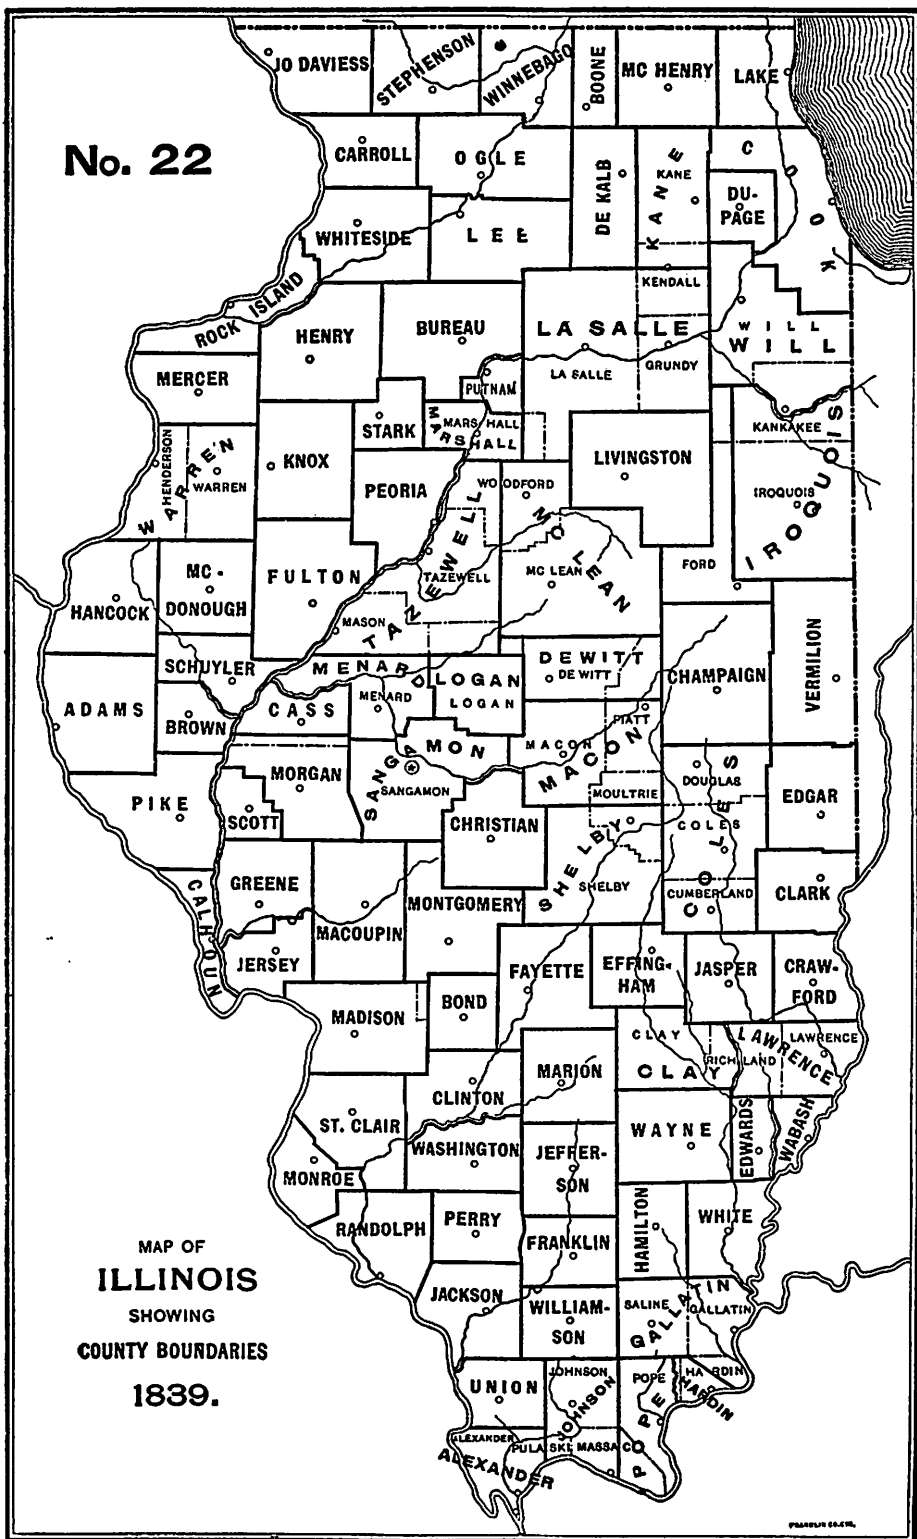 JO DAVIESS
STEPHENSON
WINNEBAGO
BOONE
MC HENRY
LAKE
No. 22
CARROLL
OGLE
DE KALB
KANE
KANE
COOK
DU-
PAGE
WHITESIDE
LEE
KENDALL
ROCK ISLAND
HENRY
BUREAU
LA SALLE
LA SALLE
GRUNDY
WILL
WILL
MERCER
PUTNAM
STARK
MARSHALL
MARSHALL
KANKAKEE
HENDERSON
WARREN
WARREN
KNOX
PEORIA
WOODFORD
LIVINGSTON
IROQUOIS
IROQUOIS
HANCOCK
MC-
DONOUGH
FULTON
TAZEWELL
TAZEWELL
MC LEAN
MC LEAN
FORD
MASON
SCHUYLER
MENARD
MENARD
LOGAN
LOGAN
DEWITT
DE WITT
CHAMPAIGN
VERMILION
ADAMS
BROWN
CASS
SANGAMON
SANGAMON
MACON
MACON
PIATT
PIKE
MORGAN
SCOTT
CHRISTIAN
MOULTRIE
DOUGLAS
COLES
COLES
EDGAR
SHELBY
SHELBY
CUMBERLAND
CLARK
CALHOUN
GREENE
MACOUPIN
MONTGOMERY
JERSEY
FAYETTE
EFFING-
HAM
JASPER
CRAW-
FORD
MADISON
BOND
CLAY
CLAY
RICHLAND
LAWRENCE
LAWRENCE
CLINTON
MARION
ST. CLAIR
WASHINGTON
JEFFER-
SON
WAYNE
EDWARDS
WABASH
MONROE
RANDOLPH
PERRY
FRANKLIN
HAMILTON
WHITE
MAP OF
ILLINOIS
SHOWING
COUNTY BOUNDARIES
1839.
JACKSON
WILLIAM-
SON
SALINE
GALLATIN
GALLATIN
UNION
JOHNSON
JOHNSON
POPE
POPE
HARDIN
HARDIN
ALEXANDER
ALEXANDER
PULASKI
MASSAC
FRANKLIN CO. CHI.